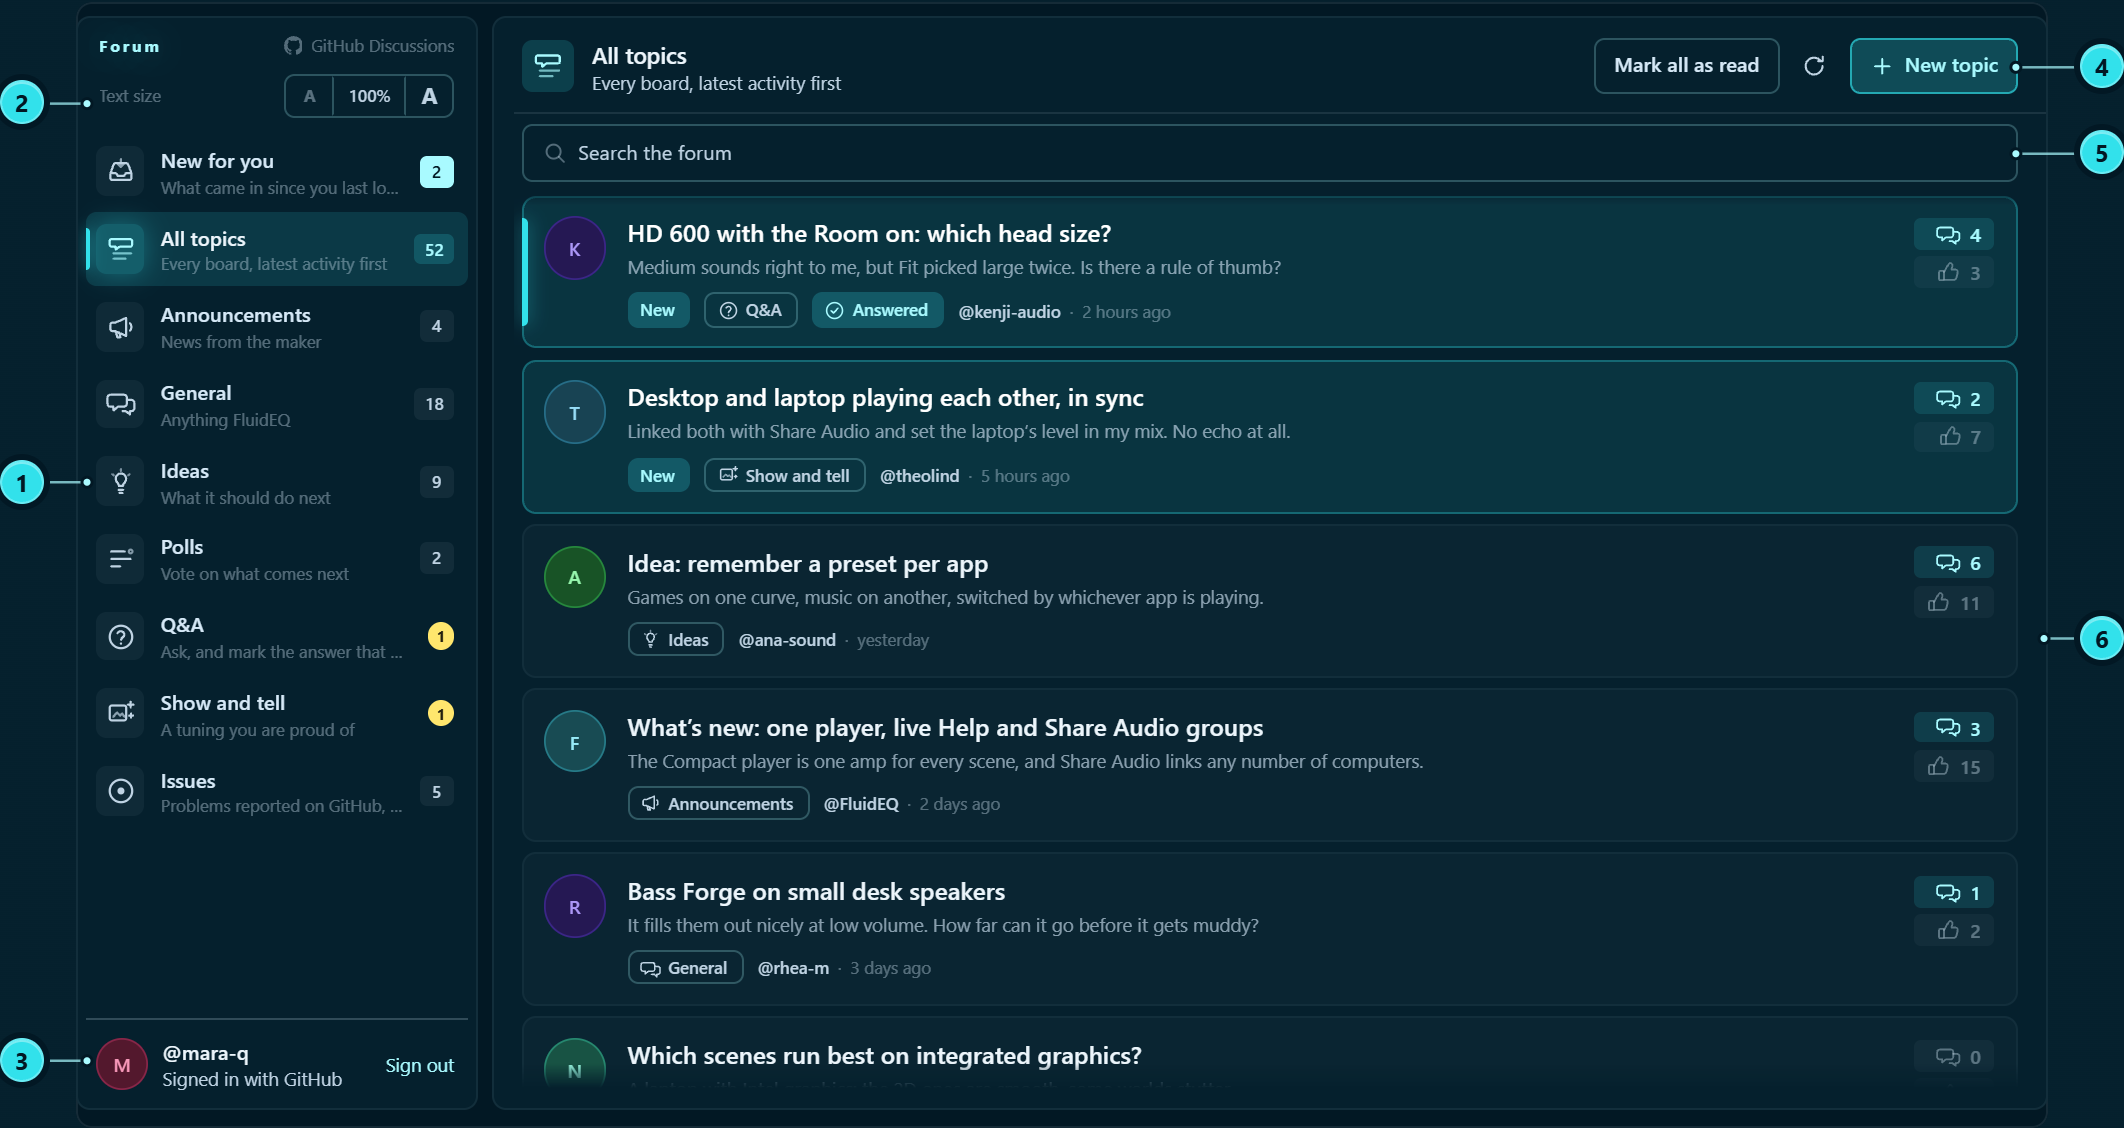 Forum
GitHub Discussions
Text size
A
100%
A
New for you
What came in since you last lo...
2
All topics
Every board, latest activity first
52
Announcements
News from the maker
4
General
Anything FluidEQ
18
Ideas
What it should do next
9
Polls
Vote on what comes next
2
Q&A
Ask, and mark the answer that ...
1
Show and tell
A tuning you are proud of
1
Issues
Problems reported on GitHub, ...
5
M
@mara-q
Signed in with GitHub
Sign out
2
1
3
All topics
Every board, latest activity first
Mark all as read
New topic
Search the forum
K
HD 600 with the Room on: which head size?
Medium sounds right to me, but Fit picked large twice. Is there a rule of thumb?
New
Q&A
Answered
@kenji-audio · 2 hours ago
4
3
T
Desktop and laptop playing each other, in sync
Linked both with Share Audio and set the laptop's level in my mix. No echo at all.
New
Show and tell
@theolind · 5 hours ago
2
7
A
Idea: remember a preset per app
Games on one curve, music on another, switched by whichever app is playing.
Ideas
@ana-sound · yesterday
6
11
F
What's new: one player, live Help and Share Audio groups
The Compact player is one amp for every scene, and Share Audio links any number of computers.
Announcements
@FluidEQ · 2 days ago
3
15
R
Bass Forge on small desk speakers
It fills them out nicely at low volume. How far can it go before it gets muddy?
General
@rhea-m · 3 days ago
1
2
N
Which scenes run best on integrated graphics?
0
4
5
6